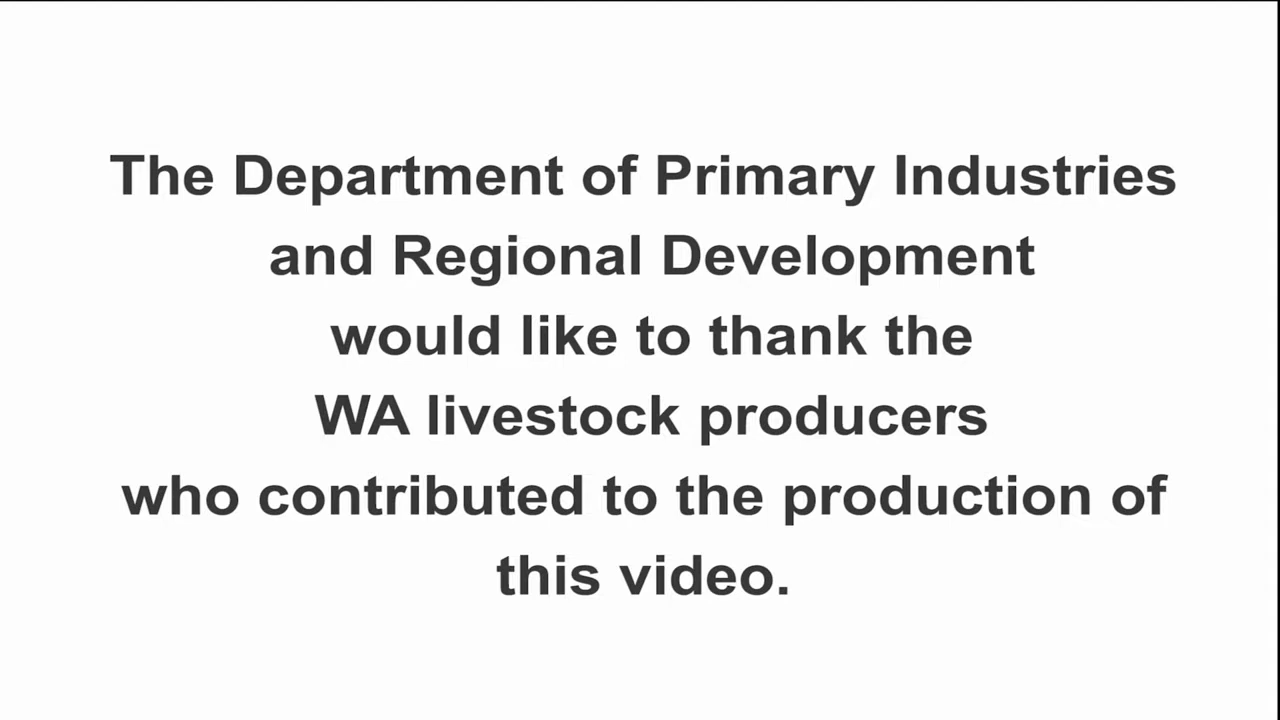 The Department of Primary Industries
and Regional Development
would like to thank the
WA livestock producers
who contributed to the production of
this video.